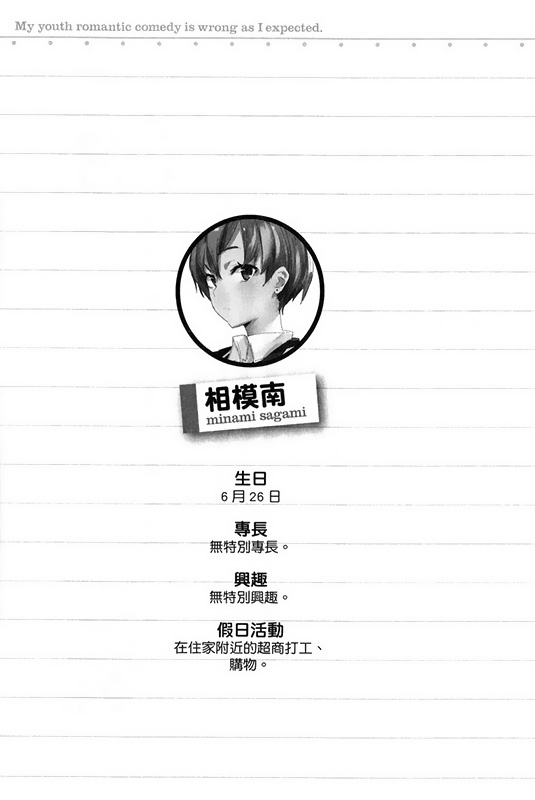 My youth romantic comedy is wrong as I expected.
相模南
minami sagami
生日
6月26日
專長
無特別專長。
興趣
無特別興趣。
假日活動
在住家附近的超商打工、
購物。